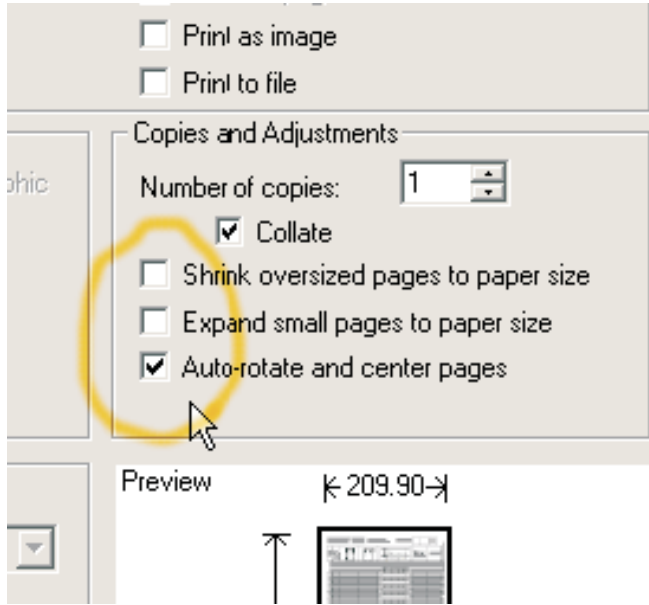 Print as image
Print to file
Copies and Adjustments
phic
Number of copies: 1
Collate
Shrink oversized pages to paper size
Expand small pages to paper size
Auto-rotate and center pages
Preview
209.90